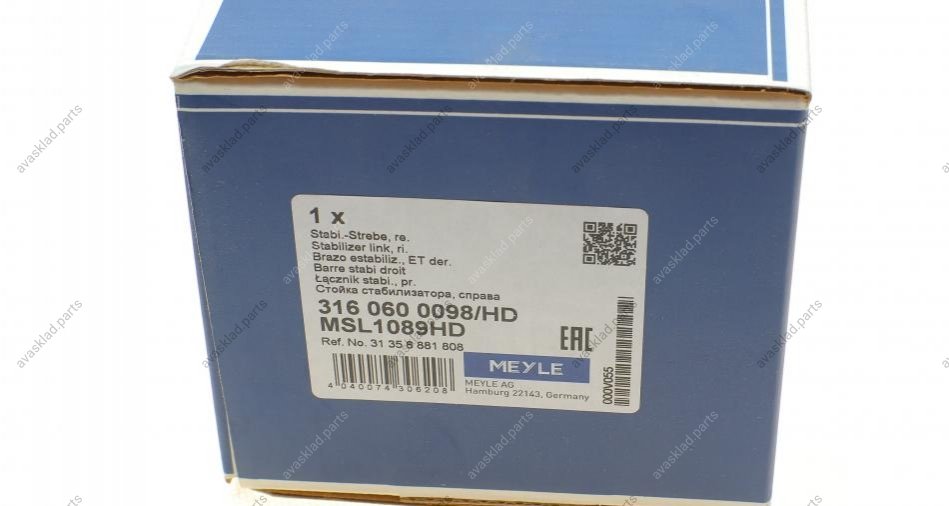 1 x
Stabi.-Strebe, re.
Stabilizer link, ri.
Brazo estabiliz., ET der.
Barre stabi droit
Łącznik stabi., pr.
Стойка стабилизатора, справа
316 060 0098/HD
MSL1089HD
Ref. No. 31 35 6 881 808
EAC
MEYLE
4 040074 306208
MEYLE AG
Hamburg 22143, Germany
000V055
avasklad.parts